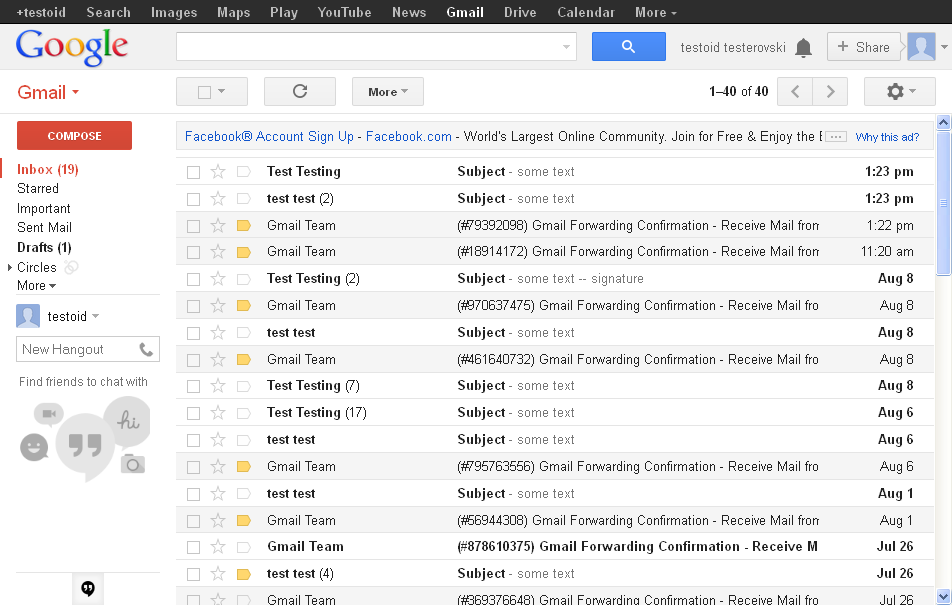 +testoid Search Images Maps Play YouTube News Gmail Drive Calendar More
Google testoid testerovski + Share
Gmail More 1–40 of 40
COMPOSE
Facebook® Account Sign Up - Facebook.com - World's Largest Online Community. Join for Free & Enjoy the Why this ad?
Inbox (19)
Starred
Important
Sent Mail
Drafts (1)
Circles
More
testoid
New Hangout
Find friends to chat with
hi
Test Testing Subject - some text 1:23 pm
test test (2) Subject - some text 1:23 pm
Gmail Team (#79392098) Gmail Forwarding Confirmation - Receive Mail from 1:22 pm
Gmail Team (#18914172) Gmail Forwarding Confirmation - Receive Mail from 11:20 am
Test Testing (2) Subject - some text -- signature Aug 8
Gmail Team (#970637475) Gmail Forwarding Confirmation - Receive Mail fro Aug 8
test test Subject - some text Aug 8
Gmail Team (#461640732) Gmail Forwarding Confirmation - Receive Mail fro Aug 8
Test Testing (7) Subject - some text Aug 8
Test Testing (17) Subject - some text Aug 6
test test Subject - some text Aug 6
Gmail Team (#795763556) Gmail Forwarding Confirmation - Receive Mail fro Aug 6
test test Subject - some text Aug 1
Gmail Team (#56944308) Gmail Forwarding Confirmation - Receive Mail from Aug 1
Gmail Team (#878610375) Gmail Forwarding Confirmation - Receive M Jul 26
test test (4) Subject - some text Jul 26
Gmail Team (#369376648) Gmail Forwarding Confirmation - Receive Mail fro Jul 26